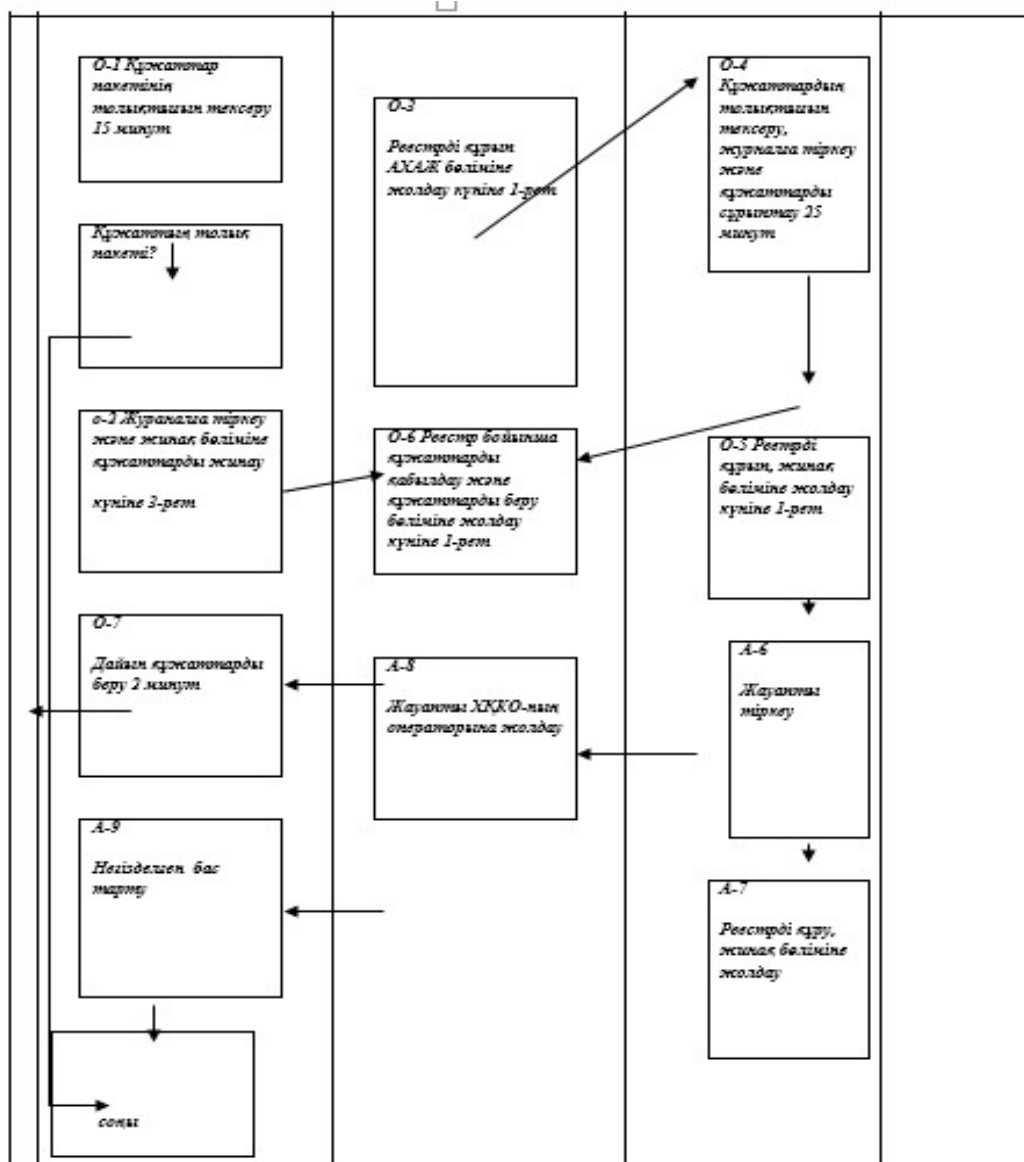 О-1 Құжаттар
пакетінің
толықтығын тексеру
15 минут
Құжаттың толық
пакеті?
о-2 Жураналға тіркеу
және жинақ бөліміне
құжаттарды жинау
күніне 3-рет
О-7
Дайын құжаттарды
беру 2 минут
А-9
Негізделген бас
тарту
соңы
О-3
Реестрді құрып
АХАЖ бөліміне
жолдау күніне 1-рет
О-6 Реестр бойынша
құжаттарды
қабылдау және
құжаттарды беру
бөліміне жолдау
күніне 1-рет
А-8
Жауапты ХҚКО-ның
операторына жолдау
О-4
Құжаттардың
толықтығын
тексеру,
журналға тіркеу
және
құжаттарды
сұрыптау 25
минут
О-5 Реестрді
құрып, жинақ
бөліміне жолдау
күніне 1-рет
А-6
Жауапты
тіркеу
А-7
Реестрді құру,
жинақ бөліміне
жолдау